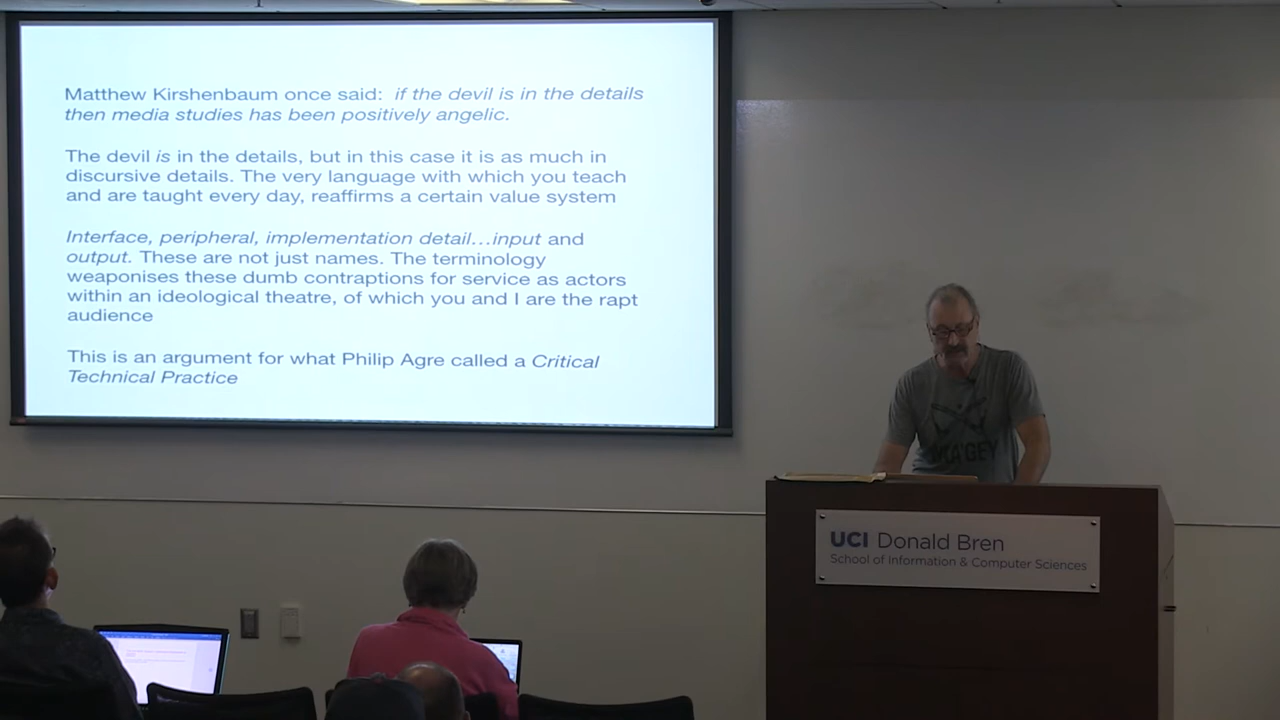 Matthew Kirshenbaum once said: if the devil is in the details
then media studies has been positively angelic.
The devil is in the details, but in this case it is as much in
discursive details. The very language with which you teach
and are taught every day, reaffirms a certain value system
Interface, peripheral, implementation detail...input and
output. These are not just names. The terminology
weaponises these dumb contraptions for service as actors
within an ideological theatre, of which you and I are the rapt
audience
This is an argument for what Philip Agre called a Critical
Technical Practice
UCI Donald Bren
School of Information & Computer Sciences